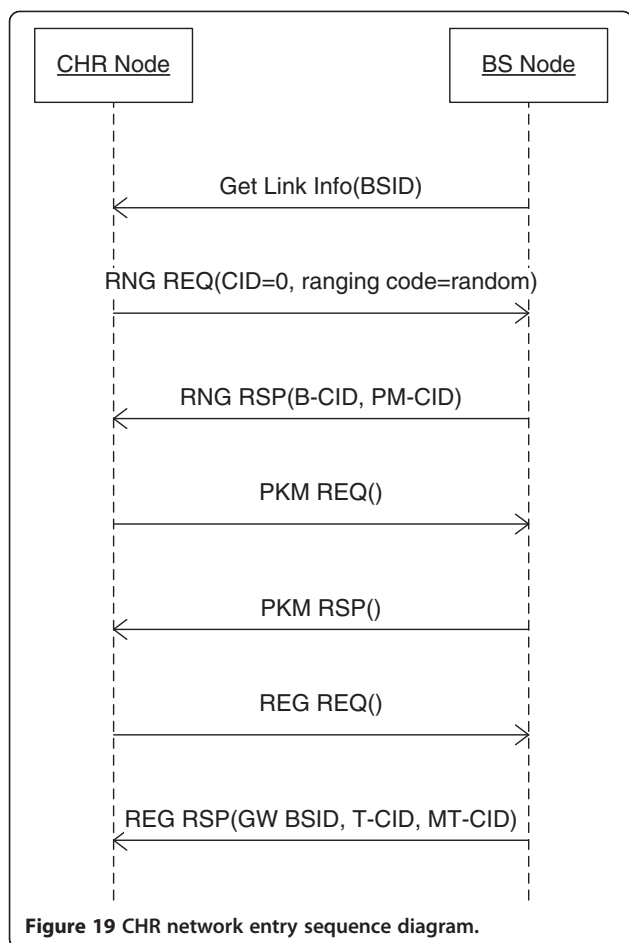 CHR Node
BS Node
Get Link Info(BSID)
RNG REQ(CID=0, ranging code=random)
RNG RSP(B-CID, PM-CID)
PKM REQ()
PKM RSP()
REG REQ()
REG RSP(GW BSID, T-CID, MT-CID)
Figure 19 CHR network entry sequence diagram.